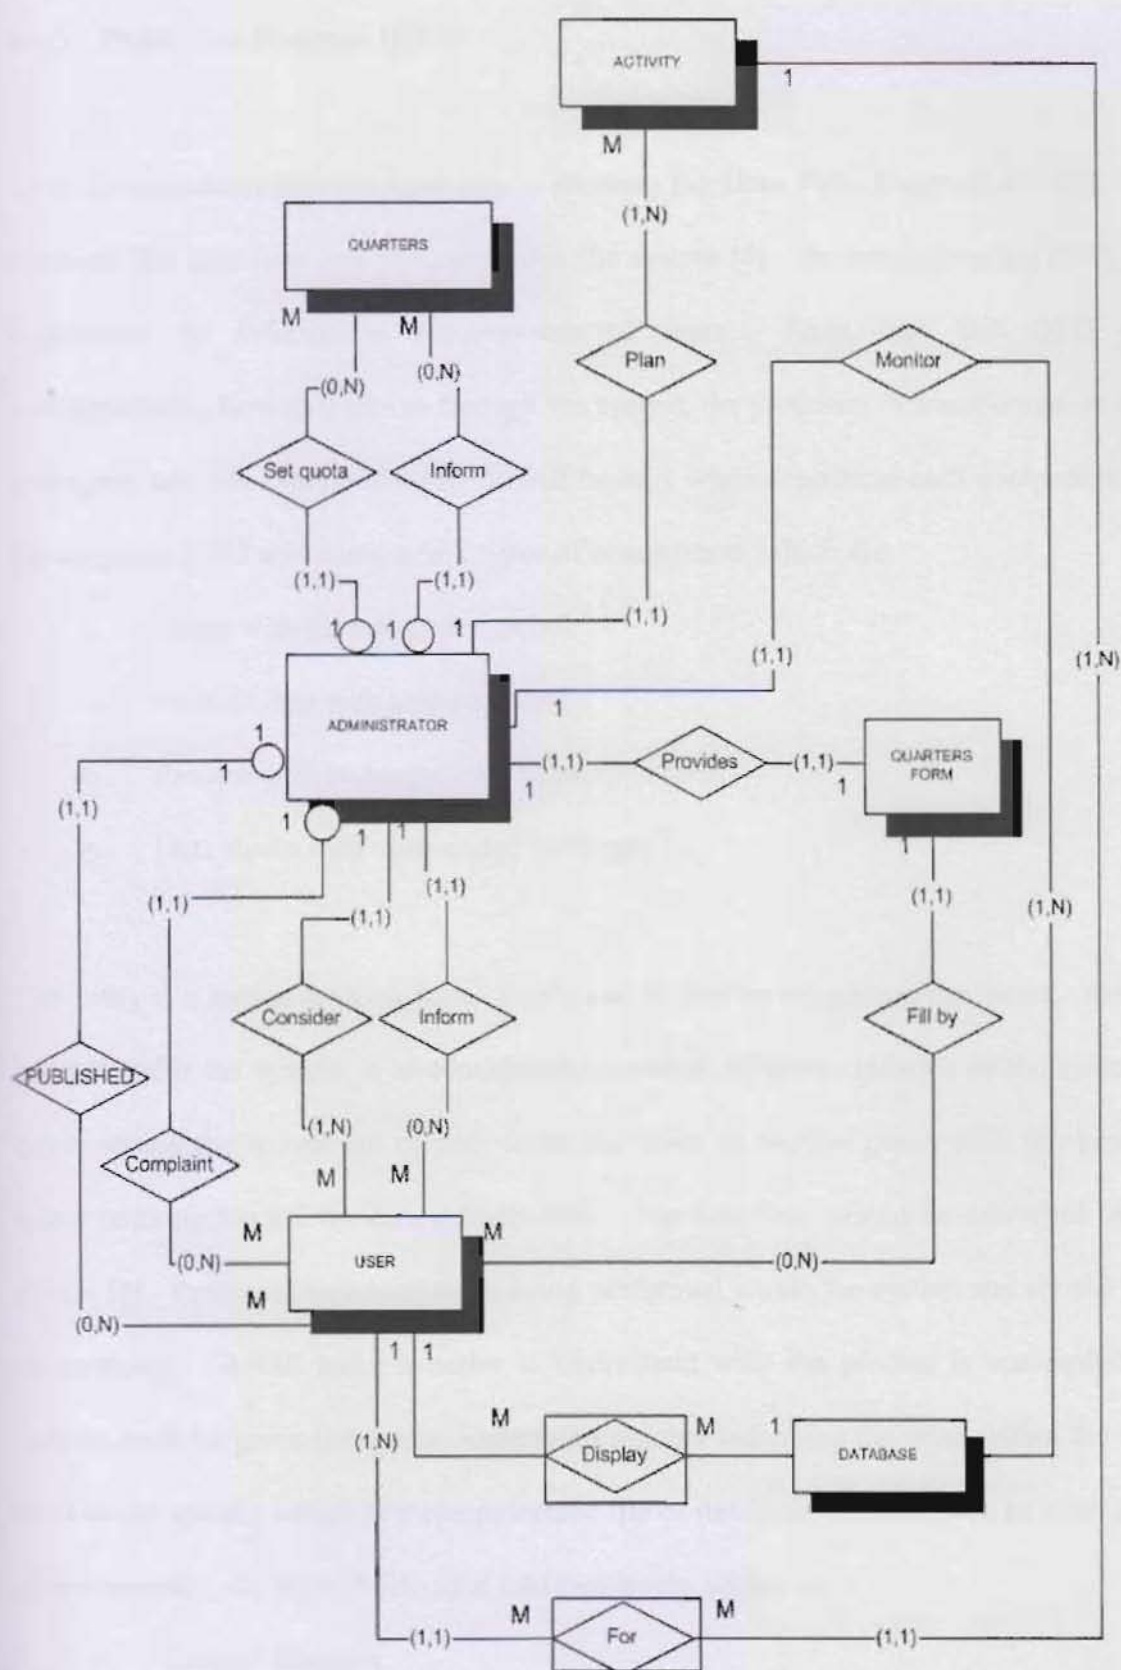 ACTIVITY
1
M
(1,N)
QUARTERS
M
M
(0,N)
(0,N)
Plan
Monitor
Set quota
Inform
(1,1)
(1,1)
(1,1)
1
1
1
(1,1)
(1,N)
ADMINISTRATOR
1
1
1
(1,1)
Provides
(1,1)
QUARTERS
FORM
1
1
(1,1)
1
1
1
1
(1,1)
(1,1)
(1,1)
(1,1)
(1,N)
Consider
Inform
Fill by
PUBLISHED
(1,N)
(0,N)
Complaint
M
M
M
M
(0,N)
USER
(0,N)
M
(0,N)
1
1
M
M
1
(1,N)
Display
DATABASE
M
M
(1,1)
For
(1,1)